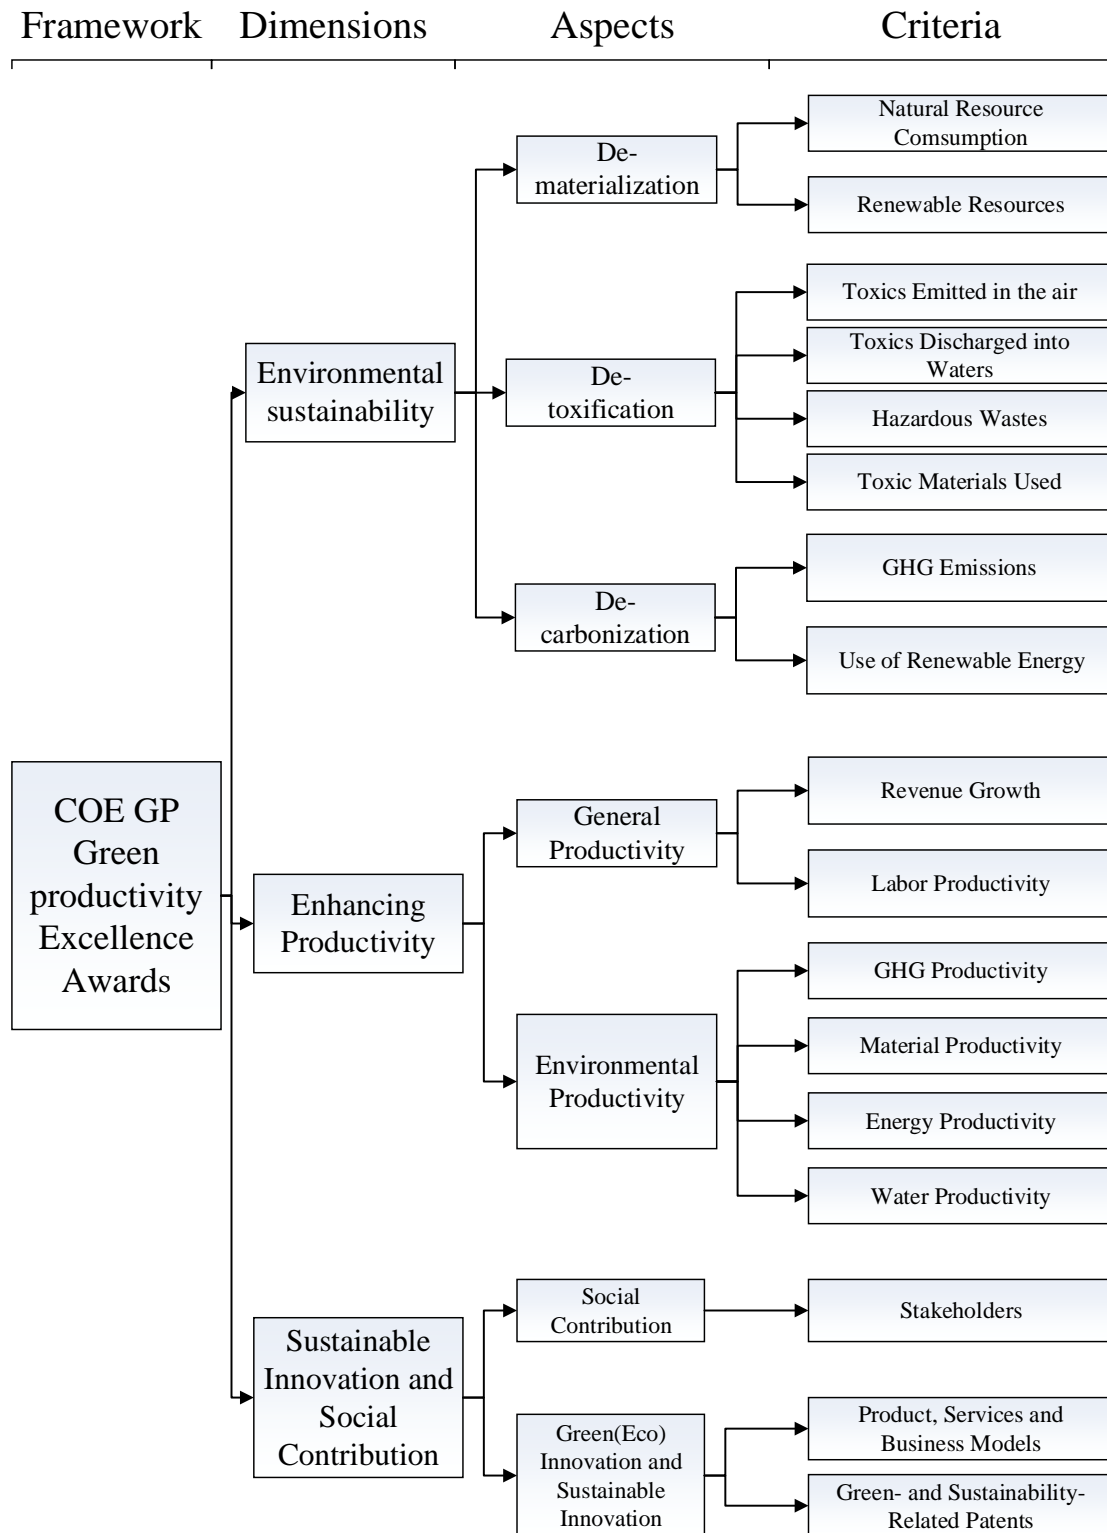 Framework Dimensions Aspects Criteria
Natural Resource
Comsumption
De-
materialization
Renewable Resources
Toxics Emitted in the air
Toxics Discharged into
Waters
Environmental
sustainability
De-
toxification
Hazardous Wastes
Toxic Materials Used
GHG Emissions
De-
carbonization
Use of Renewable Energy
COE GP
Green
productivity
Excellence
Awards
Revenue Growth
General
Productivity
Labor Productivity
Enhancing
Productivity
GHG Productivity
Material Productivity
Environmental
Productivity
Energy Productivity
Water Productivity
Social
Contribution
Stakeholders
Sustainable
Innovation and
Social
Contribution
Product, Services and
Business Models
Green(Eco)
Innovation and
Sustainable
Innovation
Green- and Sustainability-
Related Patents